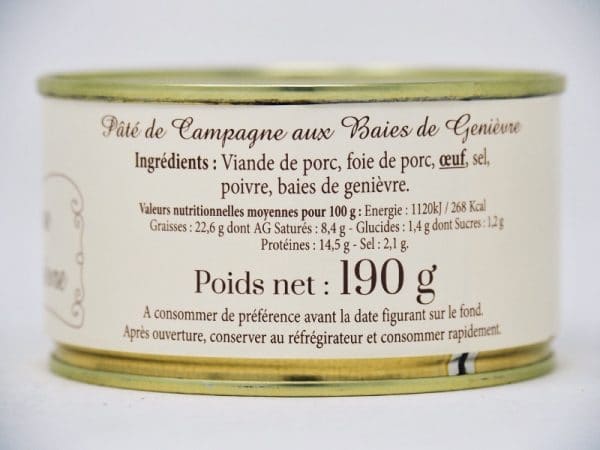 Pâté de Campagne aux Baies de Genièvre
Ingrédients : Viande de porc, foie de porc, œuf, sel,
poivre, baies de genièvre.
Valeurs nutritionnelles moyennes pour 100 g : Energie : 1120kJ / 268 Kcal
Graisses : 22,6 g dont AG Saturés : 8,4 g - Glucides : 1,4 g dont Sucres : 1,2 g
Protéines : 14,5 g - Sel : 2,1 g.
Poids net : 190 g
A consommer de préférence avant la date figurant sur le fond.
Après ouverture, conserver au réfrigérateur et consommer rapidement.